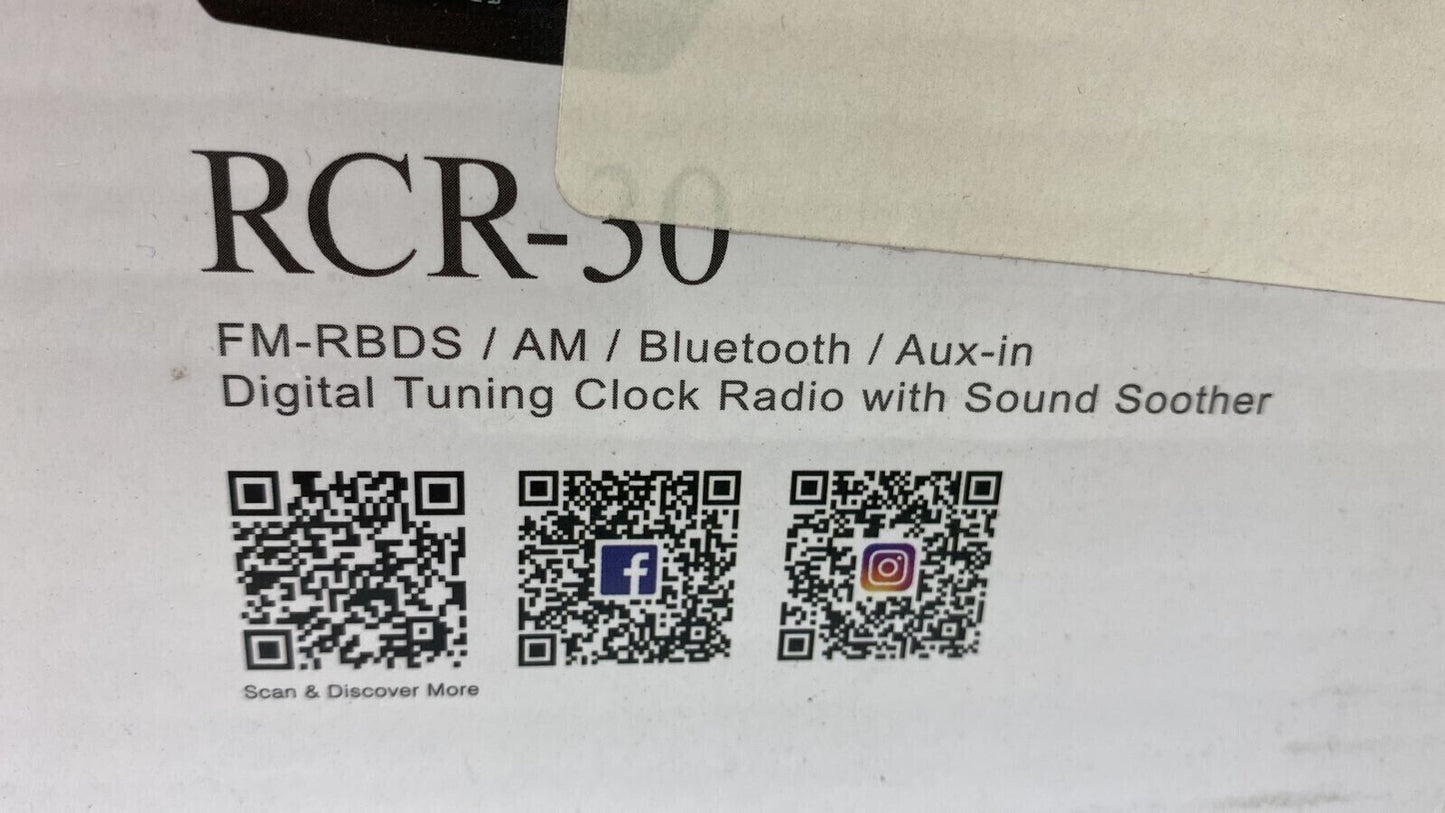 RCR-30
FM-RBDS / AM / Bluetooth / Aux-in
Digital Tuning Clock Radio with Sound Soother
Scan & Discover More